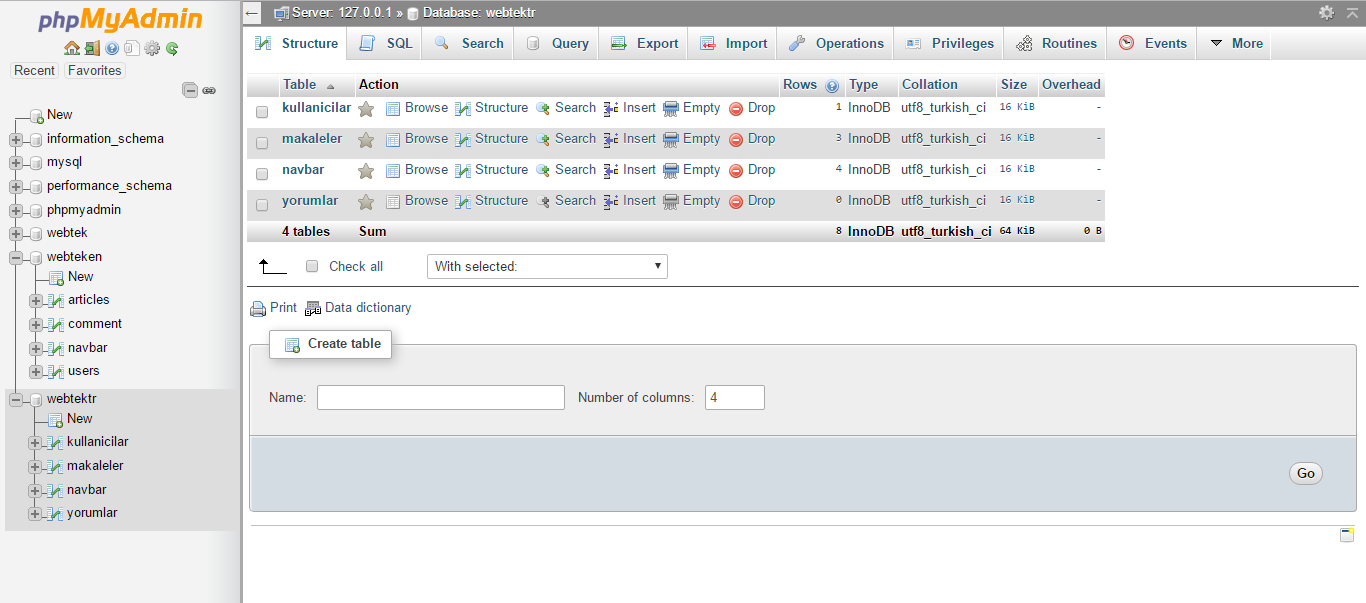 phpMyAdmin
Recent Favorites
New
information_schema
mysql
performance_schema
phpmyadmin
webtek
webteken
New
articles
comment
navbar
users
webtektr
New
kullanicilar
makaleler
navbar
yorumlar
Server: 127.0.0.1 » Database: webtektr
Structure SQL Search Query Export Import Operations Privileges Routines Events More
Table Action Rows Type Collation Size Overhead
kullanicilar Browse Structure Search Insert Empty Drop 1 InnoDB utf8_turkish_ci 16 KiB -
makaleler Browse Structure Search Insert Empty Drop 3 InnoDB utf8_turkish_ci 16 KiB -
navbar Browse Structure Search Insert Empty Drop 4 InnoDB utf8_turkish_ci 16 KiB -
yorumlar Browse Structure Search Insert Empty Drop 0 InnoDB utf8_turkish_ci 16 KiB -
4 tables Sum 8 InnoDB utf8_turkish_ci 64 KiB 0 B
Check all With selected:
Print Data dictionary
Create table
Name: Number of columns: 4
Go